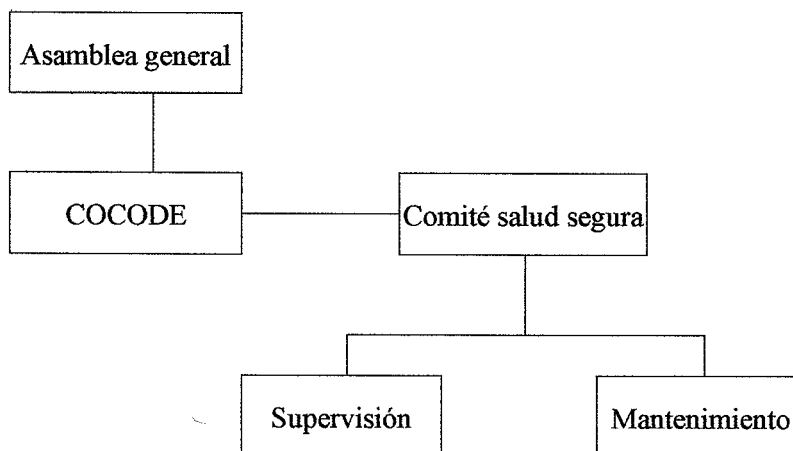 Asamblea general
COCODE
Comité salud segura
Supervisión
Mantenimiento